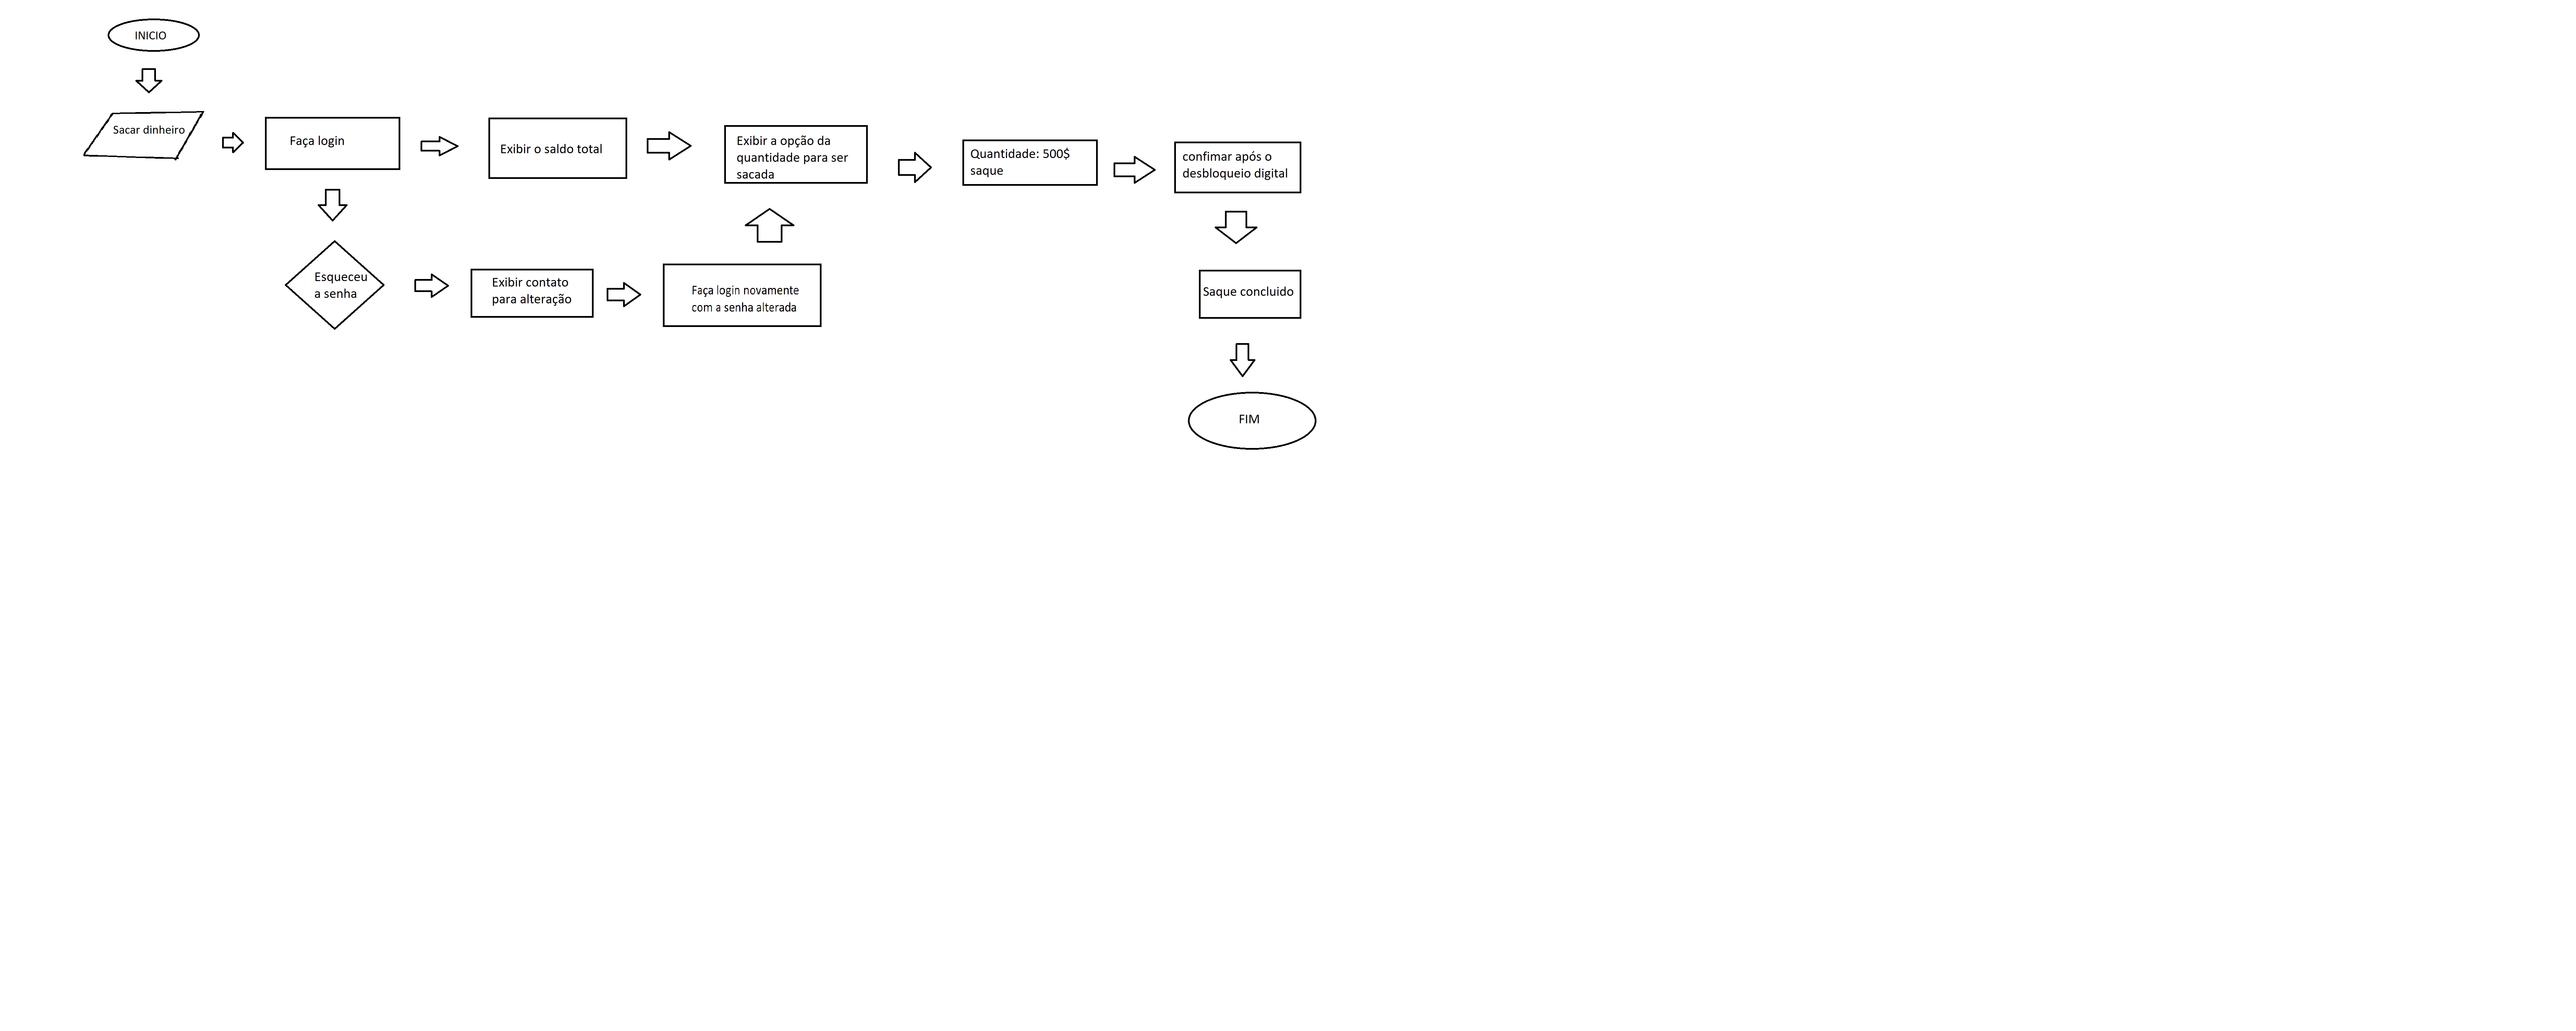 INICIO
Sacar dinheiro
Faça login
Exibir o saldo total
Exibir a opção da
quantidade para ser
sacada
Quantidade: 500$
saque
confimar após o
desbloqueio digital
Esqueceu
a senha
Exibir contato
para alteração
Faça login novamente
com a senha alterada
Saque concluido
FIM